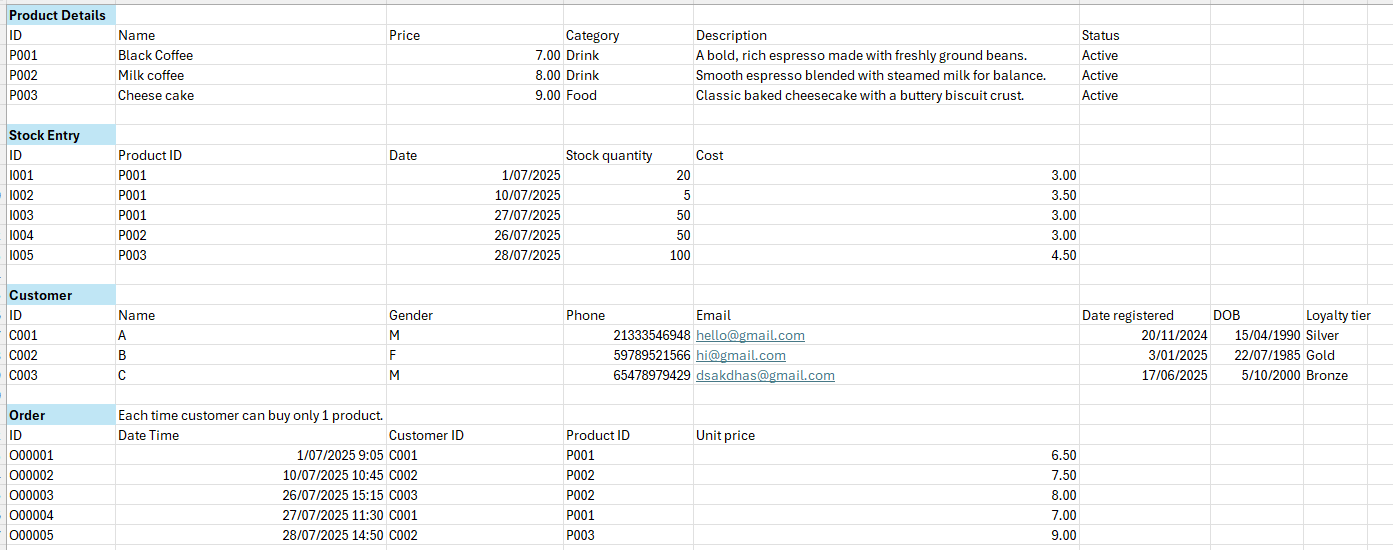 Product Details
ID Name Price Category Description Status
P001 Black Coffee 7.00 Drink A bold, rich espresso made with freshly ground beans. Active
P002 Milk coffee 8.00 Drink Smooth espresso blended with steamed milk for balance. Active
P003 Cheese cake 9.00 Food Classic baked cheesecake with a buttery biscuit crust. Active
Stock Entry
ID Product ID Date Stock quantity Cost
I001 P001 1/07/2025 20 3.00
I002 P001 10/07/2025 5 3.50
I003 P001 27/07/2025 50 3.00
I004 P002 26/07/2025 50 3.00
I005 P003 28/07/2025 100 4.50
Customer
ID Name Gender Phone Email Date registered DOB Loyalty tier
C001 A M 21333546948 hello@gmail.com 20/11/2024 15/04/1990 Silver
C002 B F 59789521566 hi@gmail.com 3/01/2025 22/07/1985 Gold
C003 C M 65478979429 dsakdhas@gmail.com 17/06/2025 5/10/2000 Bronze
Order Each time customer can buy only 1 product.
ID Date Time Customer ID Product ID Unit price
O00001 1/07/2025 9:05 C001 P001 6.50
O00002 10/07/2025 10:45 C002 P002 7.50
O00003 26/07/2025 15:15 C003 P002 8.00
O00004 27/07/2025 11:30 C001 P001 7.00
O00005 28/07/2025 14:50 C002 P003 9.00